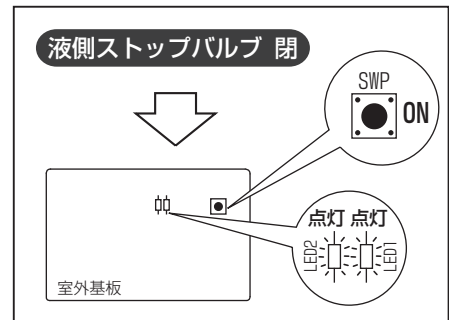 液側ストップバルブ 閉
SWP
ON
点灯 点灯
LED2
LED1
室外基板